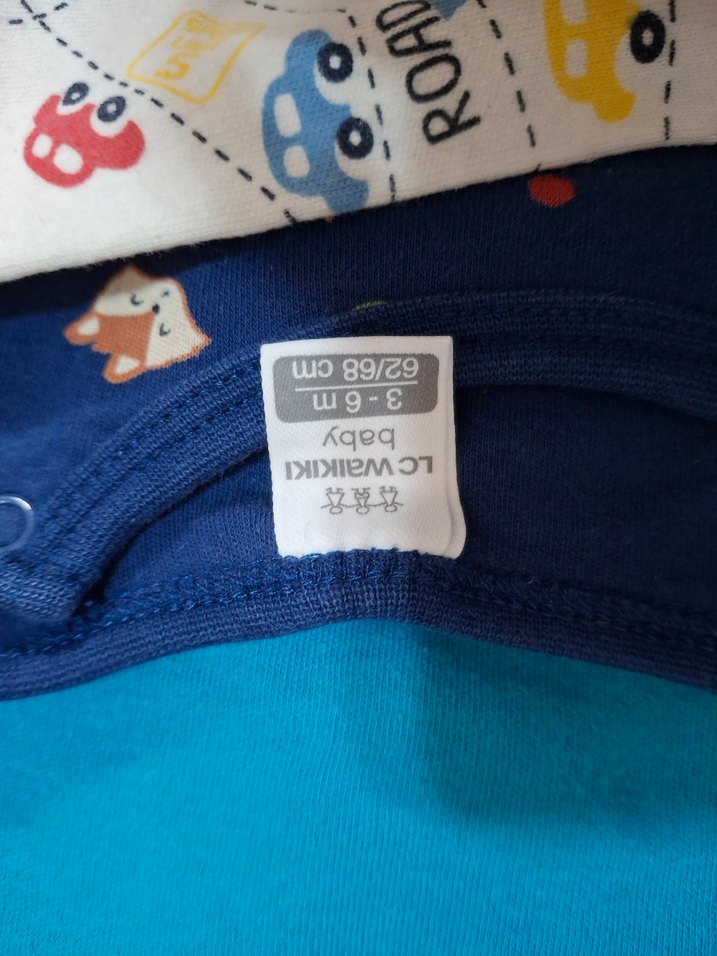 ROAD
LC WAIKIKI
baby
3 - 6 m
62/68 cm